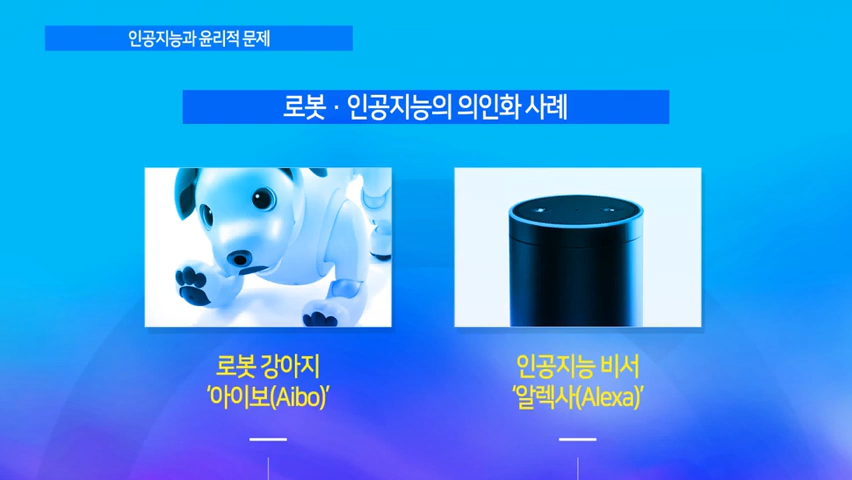 인공지능과 윤리적 문제
로봇 · 인공지능의 의인화 사례
로봇 강아지
‘아이보(Aibo)’
인공지능 비서
‘알렉사(Alexa)’